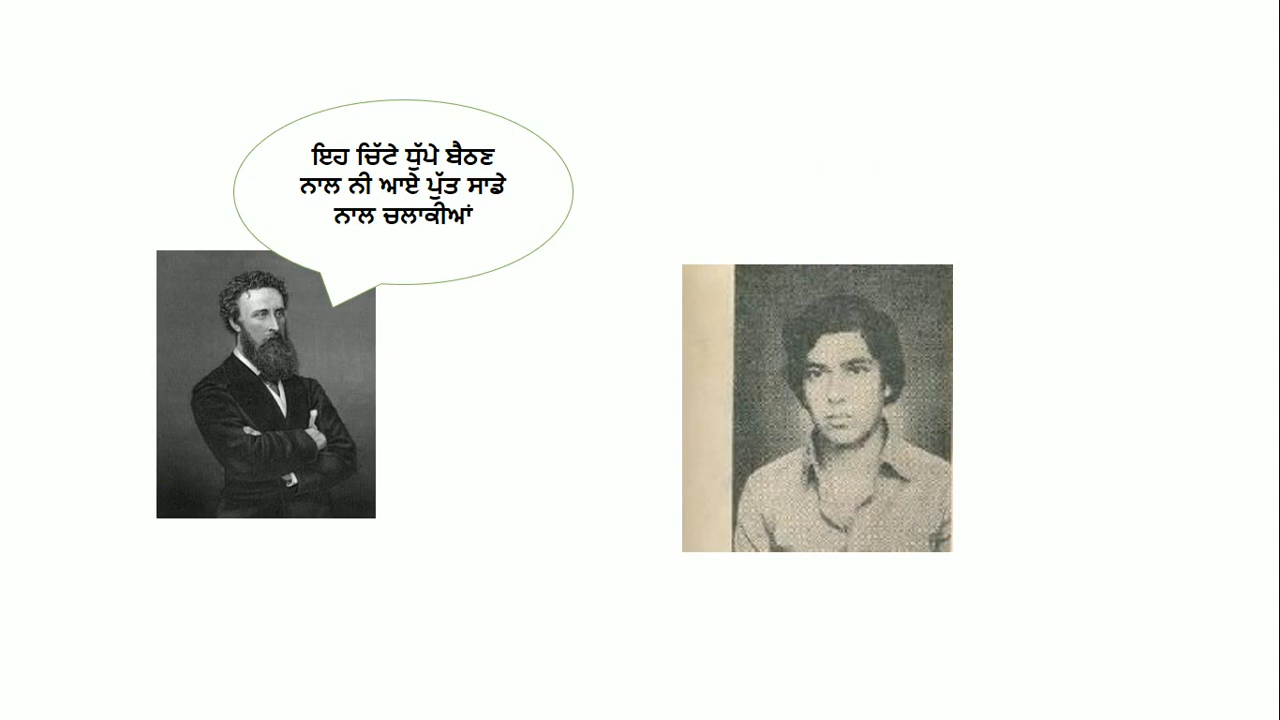 ਇਹ ਚਿੱਟੇ ਧੁੱਪੇ ਬੈਠਣ
ਨਾਲ ਨੀ ਆਏ ਪੁੱਤ ਸਾਡੇ
ਨਾਲ ਚਲਾਕੀਆਂ